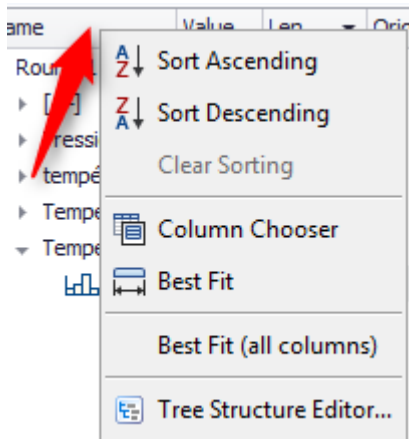 Value Len
Sort Ascending
Sort Descending
Clear Sorting
Column Chooser
Best Fit
Best Fit (all columns)
Tree Structure Editor...